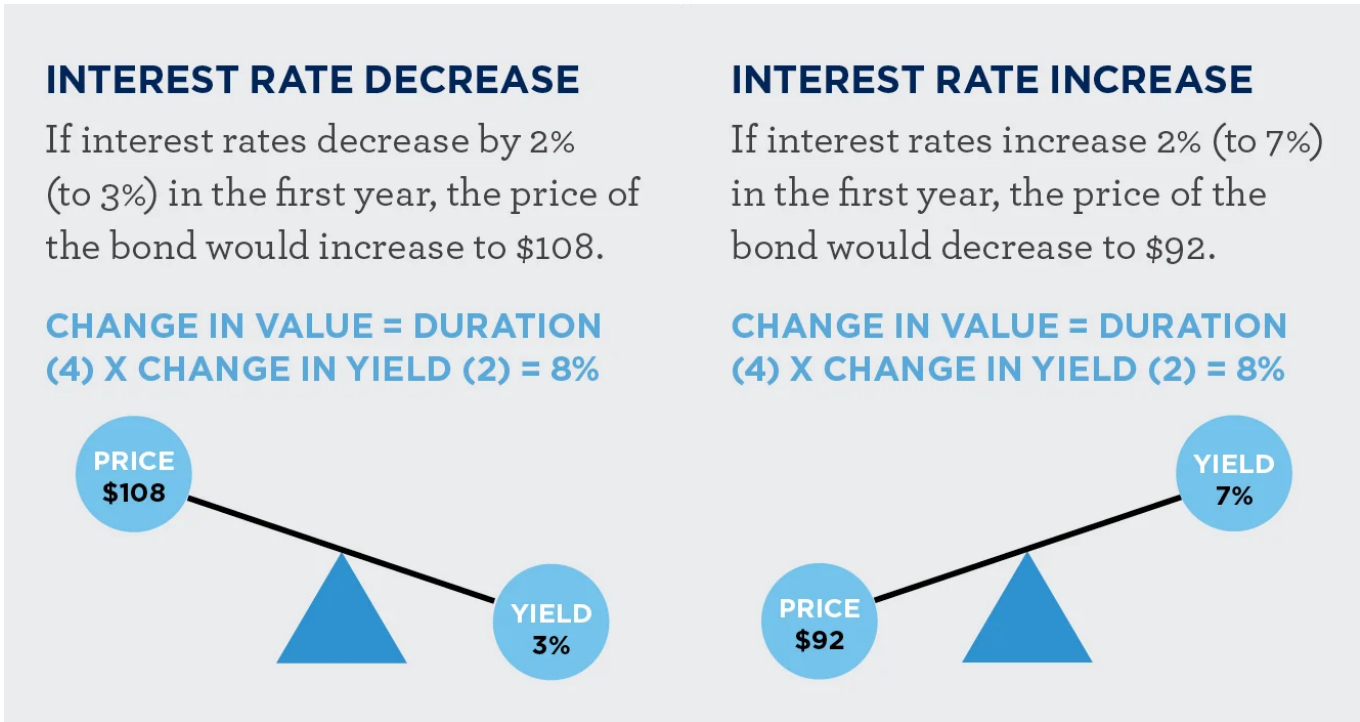 INTEREST RATE DECREASE
If interest rates decrease by 2%
(to 3%) in the first year, the price of
the bond would increase to $108.
CHANGE IN VALUE = DURATION
(4) X CHANGE IN YIELD (2) = 8%
PRICE
$108
YIELD
3%
INTEREST RATE INCREASE
If interest rates increase 2% (to 7%)
in the first year, the price of the
bond would decrease to $92.
CHANGE IN VALUE = DURATION
(4) X CHANGE IN YIELD (2) = 8%
YIELD
7%
PRICE
$92